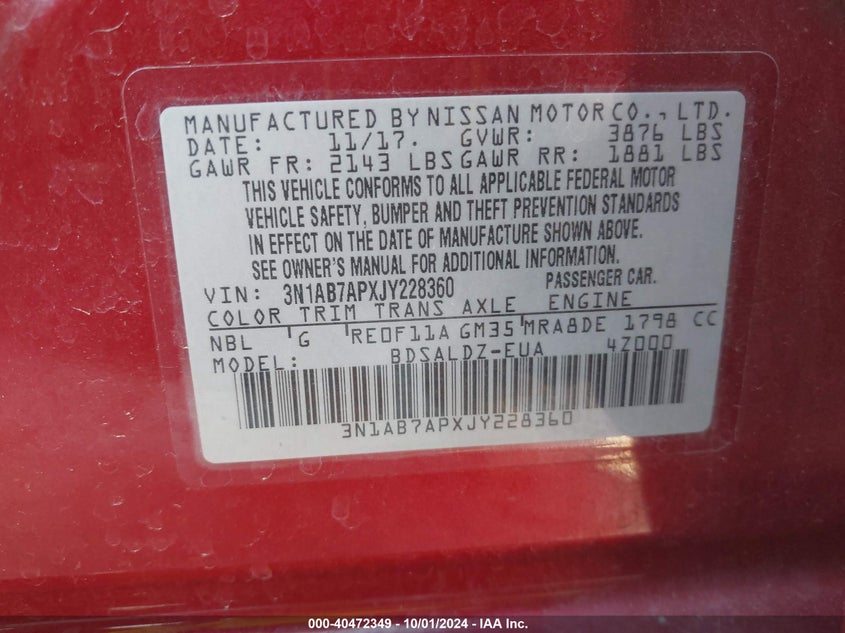 MANUFACTURED BY NISSAN MOTOR CO., LTD.
DATE: 11/17. GVWR: 3876 LBS
GAWR FR: 2143 LBS GAWR RR: 1881 LBS
THIS VEHICLE CONFORMS TO ALL APPLICABLE FEDERAL MOTOR
VEHICLE SAFETY, BUMPER AND THEFT PREVENTION STANDARDS
IN EFFECT ON THE DATE OF MANUFACTURE SHOWN ABOVE.
SEE OWNER'S MANUAL FOR ADDITIONAL INFORMATION.
VIN: 3N1AB7APXJY228360 PASSENGER CAR.
COLOR TRIM TRANS AXLE ENGINE
NBL G RE0F11A GM35 MRA8DE 1798 CC
MODEL: BDSALDZ-EUA 4Z000
3N1AB7APXJY228360
000-40472349 - 10/01/2024 - IAA Inc.